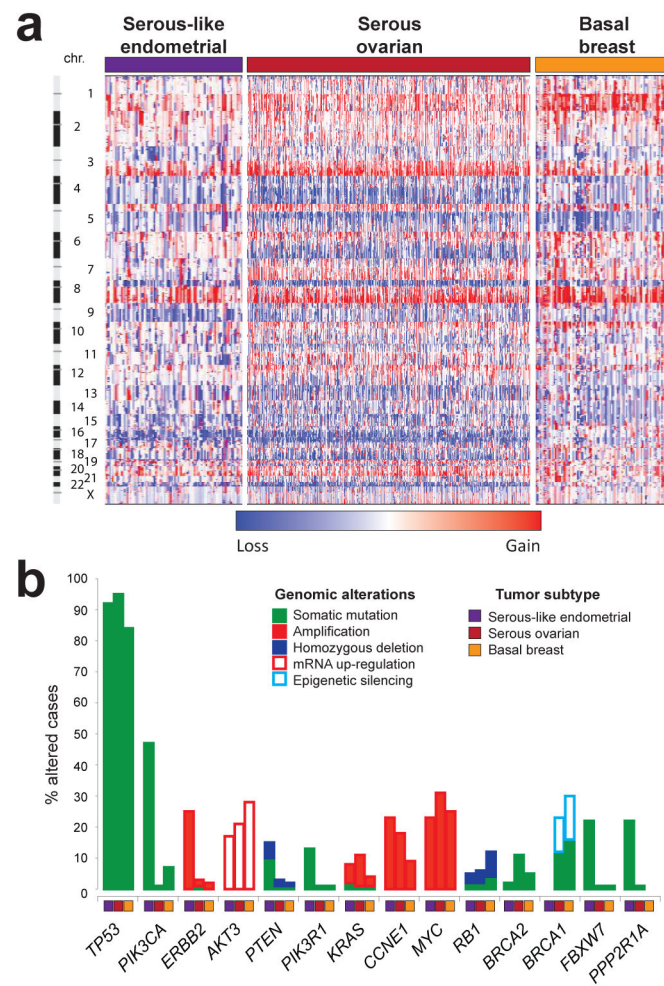 a
Serous-like
endometrial
Serous
ovarian
Basal
breast
chr.
1
2
3
4
5
6
7
8
9
10
11
12
13
14
15
16
17
18
19
20
21
22
X
Loss
Gain
b
% altered cases
100
90
80
70
60
50
40
30
20
10
0
Genomic alterations
Somatic mutation
Amplification
Homozygous deletion
mRNA up-regulation
Epigenetic silencing
Tumor subtype
Serous-like endometrial
Serous ovarian
Basal breast
TP53
PIK3CA
ERBB2
AKT3
PTEN
PIK3R1
KRAS
CCNE1
MYC
RB1
BRCA2
BRCA1
FBXW7
PPP2R1A